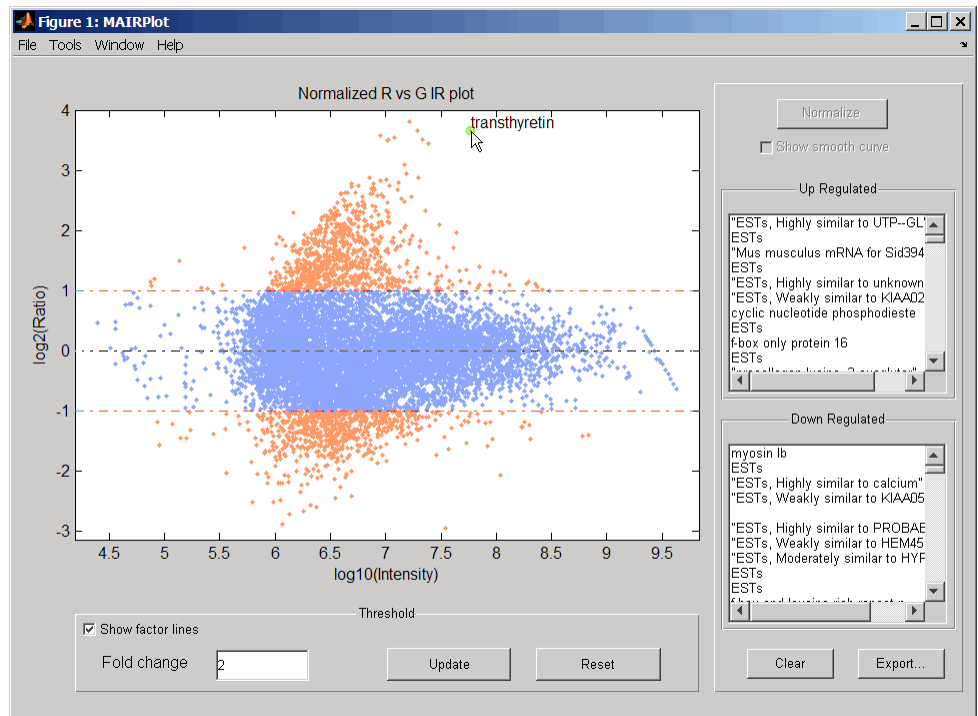 Figure 1: MAIRPlot
File Tools Window Help
Normalized R vs G IR plot
transthyretin
4
3
2
1
0
-1
-2
-3
log2(Ratio)
4.5 5 5.5 6 6.5 7 7.5 8 8.5 9 9.5
log10(Intensity)
Threshold
Show factor lines
Fold change 2 Update Reset
Normalize
Show smooth curve
Up Regulated
"ESTs, Highly similar to UTP--GL
ESTs
"Mus musculus mRNA for Sid394
ESTs
"ESTs, Highly similar to unknown
"ESTs, Weakly similar to KIAA02
cyclic nucleotide phosphodieste
ESTs
f-box only protein 16
ESTs
Down Regulated
myosin Ib
ESTs
"ESTs, Highly similar to calcium"
"ESTs, Weakly similar to KIAA05
"ESTs, Highly similar to PROBAE
"ESTs, Weakly similar to HEM45
"ESTs, Moderately similar to HYF
ESTs
ESTs
Clear Export...